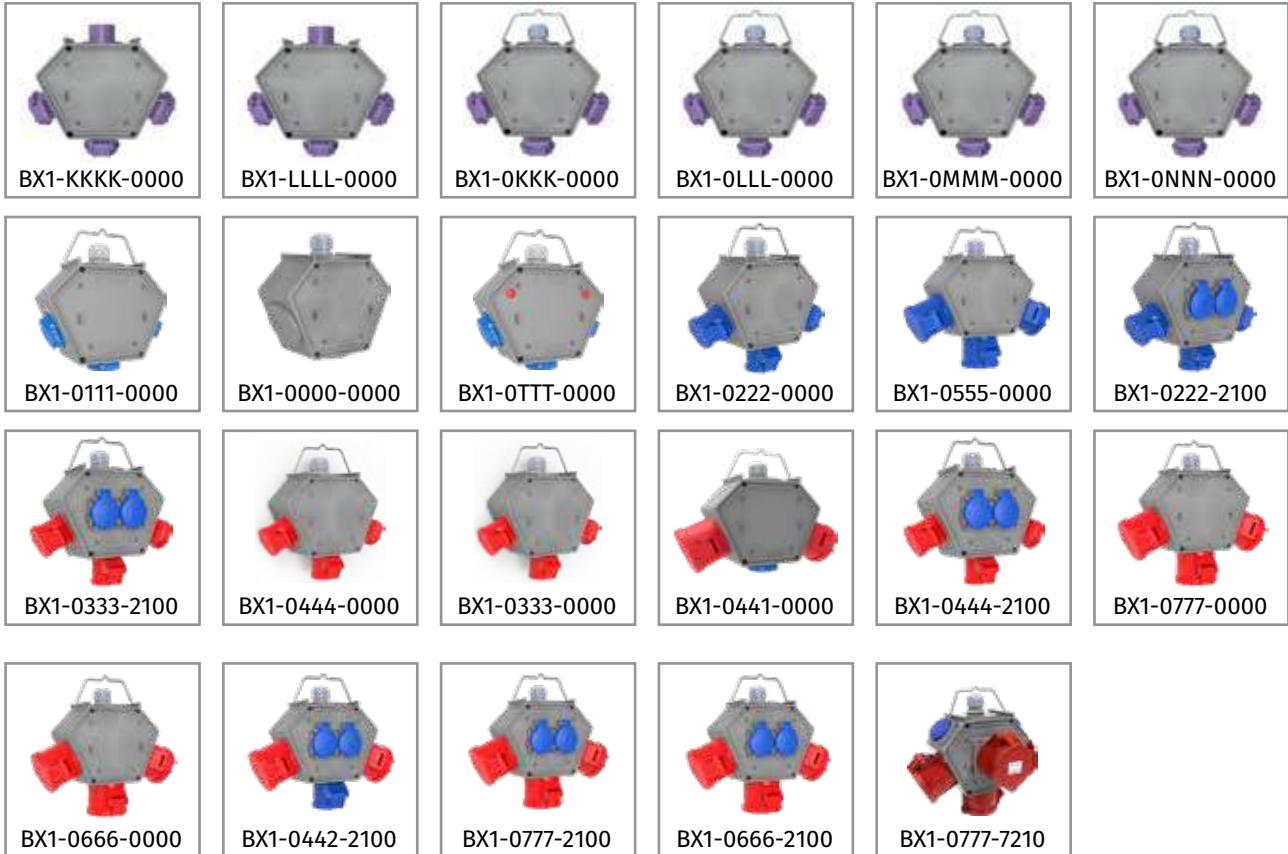 BX1-KKKK-0000 BX1-LLLL-0000 BX1-0KKK-0000 BX1-0LLL-0000 BX1-0MMM-0000 BX1-0NNN-0000
BX1-0111-0000 BX1-0000-0000 BX1-0TTT-0000 BX1-0222-0000 BX1-0555-0000 BX1-0222-2100
BX1-0333-2100 BX1-0444-0000 BX1-0333-0000 BX1-0441-0000 BX1-0444-2100 BX1-0777-0000
BX1-0666-0000 BX1-0442-2100 BX1-0777-2100 BX1-0666-2100 BX1-0777-7210